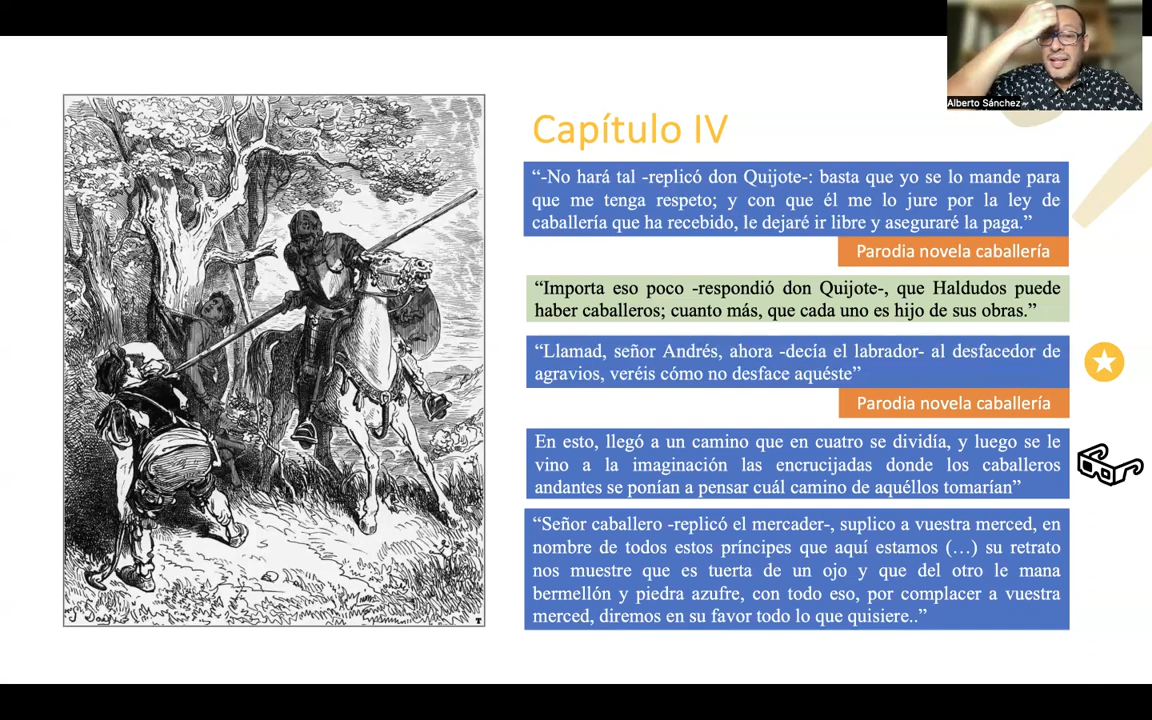 Alberto Sánchez
Capítulo IV
“-No hará tal -replicó don Quijote-: basta que yo se lo mande para
que me tenga respeto; y con que él me lo jure por la ley de
caballería que ha recebido, le dejaré ir libre y aseguraré la paga.”
Parodia novela caballería
“Importa eso poco -respondió don Quijote-, que Haldudos puede
haber caballeros; cuanto más, que cada uno es hijo de sus obras.”
“Llamad, señor Andrés, ahora -decía el labrador- al desfacedor de
agravios, veréis cómo no desface aquéste”
Parodia novela caballería
En esto, llegó a un camino que en cuatro se dividía, y luego se le
vino a la imaginación las encrucijadas donde los caballeros
andantes se ponían a pensar cuál camino de aquéllos tomarían”
“Señor caballero -replicó el mercader-, suplico a vuestra merced, en
nombre de todos estos príncipes que aquí estamos (…) su retrato
nos muestre que es tuerta de un ojo y que del otro le mana
bermellón y piedra azufre, con todo eso, por complacer a vuestra
merced, diremos en su favor todo lo que quisiere..”